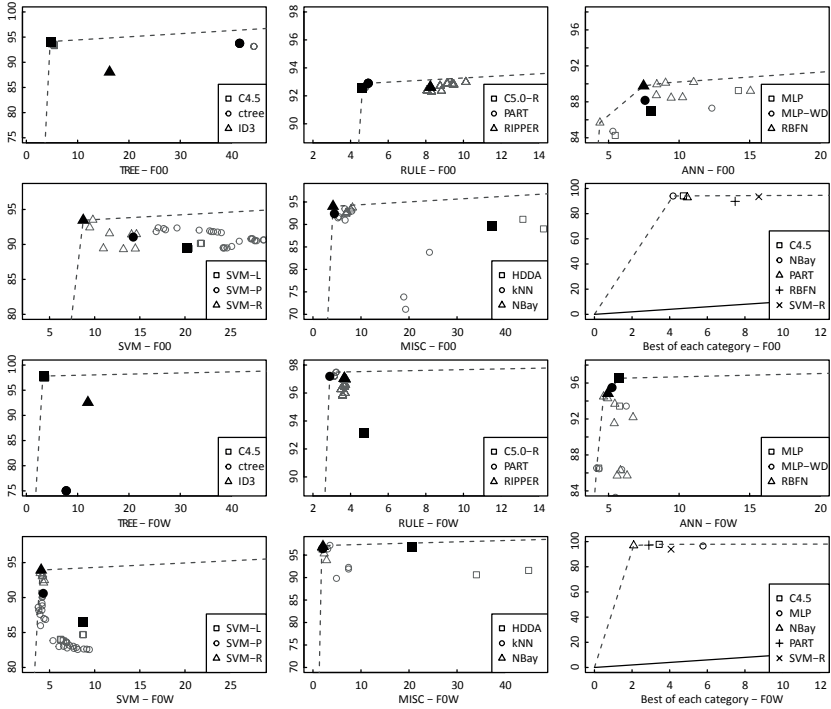 100
95
90
85
80
75
C4.5
ctree
ID3
0 10 20 30 40
TREE – F00
98
96
94
92
90
C5.0–R
PART
RIPPER
2 4 6 8 10 12 14
RULE – F00
92
90
88
86
84
MLP
MLP–WD
RBFN
0 5 10 15 20
ANN – F00
95
90
85
80
SVM–L
SVM–P
SVM–R
5 10 15 20 25
SVM – F00
95
90
85
80
75
70
HDDA
kNN
NBay
0 10 20 30 40
MISC – F00
100
80
60
40
20
0
C4.5
NBay
PART
RBFN
SVM–R
0 2 4 6 8 10 12
Best of each category – F00
100
95
90
85
80
75
C4.5
ctree
ID3
0 10 20 30 40
TREE – F0W
98
96
94
92
90
C5.0–R
PART
RIPPER
2 4 6 8 10 12 14
RULE – F0W
96
92
88
84
MLP
MLP–WD
RBFN
0 5 10 15 20
ANN – F0W
95
90
85
80
SVM–L
SVM–P
SVM–R
5 10 15 20 25
SVM – F0W
95
90
85
80
75
70
HDDA
kNN
NBay
0 10 20 30 40
MISC – F0W
100
80
60
40
20
0
C4.5
MLP
NBay
PART
SVM–R
0 2 4 6 8 10 12
Best of each category – F0W